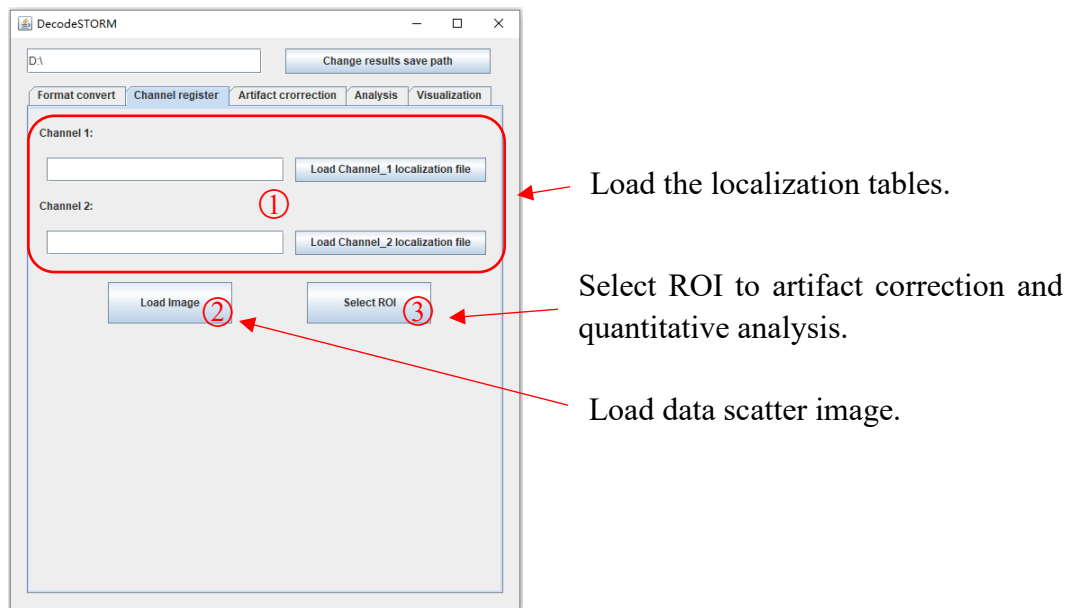 DecodeSTORM
D:\
Change results save path
Format convert Channel register Artifact crorrection Analysis Visualization
Channel 1:
Load Channel_1 localization file
①
Channel 2:
Load Channel_2 localization file
Load Image ②
Select ROI ③
Load the localization tables.
Select ROI to artifact correction and
quantitative analysis.
Load data scatter image.